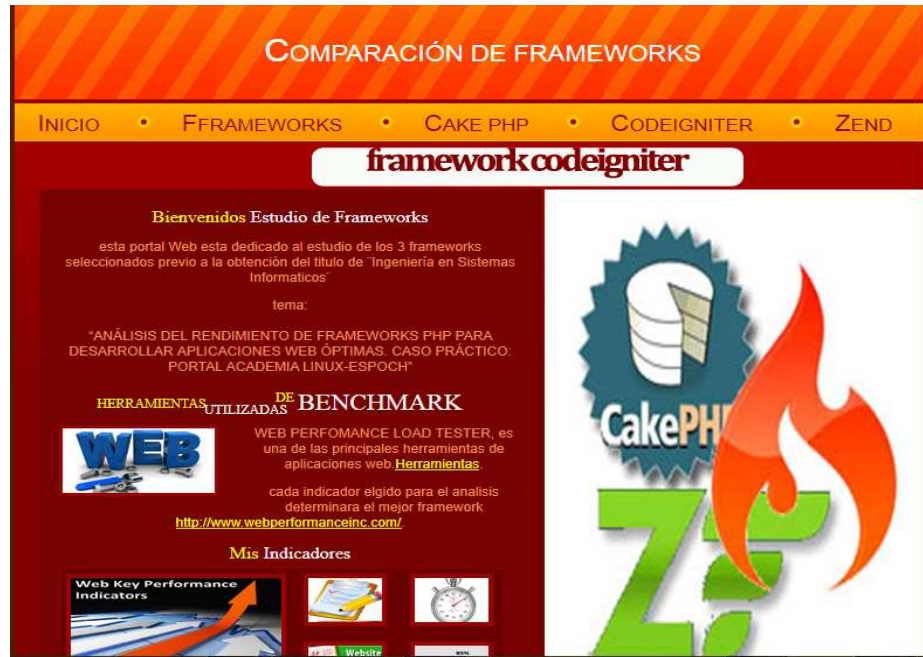 COMPARACIÓN DE FRAMEWORKS
INICIO • FFRAMEWORKS • CAKE PHP • CODEIGNITER • ZEND
framework codeigniter
Bienvenidos Estudio de Frameworks
esta portal Web esta dedicado al estudio de los 3 frameworks
seleccionados previo a la obtención del titulo de ¨Ingeniería en Sistemas
Informaticos¨
tema:
“ANÁLISIS DEL RENDIMIENTO DE FRAMEWORKS PHP PARA
DESARROLLAR APLICACIONES WEB ÓPTIMAS. CASO PRÁCTICO:
PORTAL ACADEMIA LINUX-ESPOCH”
HERRAMIENTAS UTILIZADAS DE BENCHMARK
WEB
WEB PERFOMANCE LOAD TESTER, es
una de las principales herramientas de
aplicaciones web.Herramientas.
cada indicador elgido para el analisis
determinara el mejor framework
http://www.webperformanceinc.com/.
Mis Indicadores
Web Key Performance
Indicators
Website
85%
CakePH